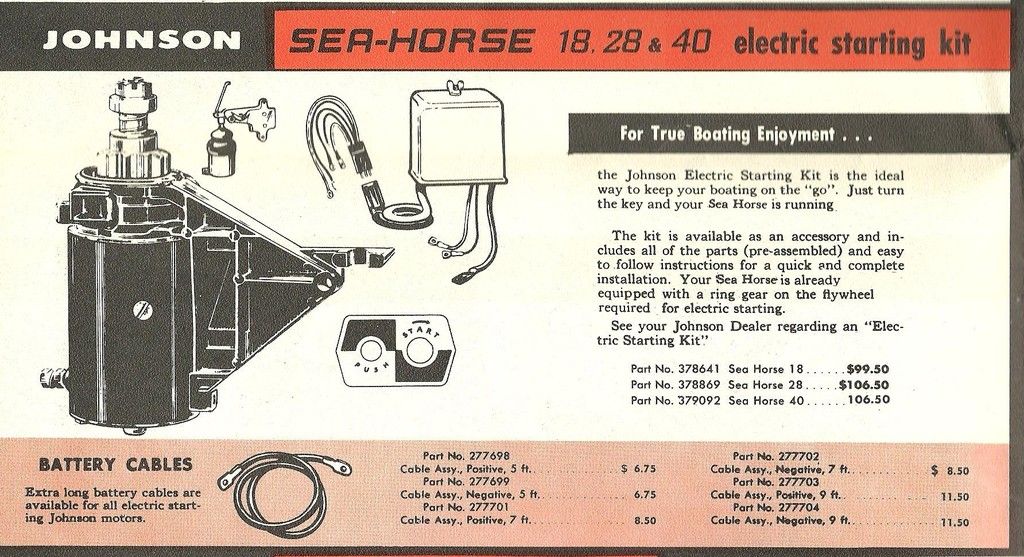 JOHNSON SEA-HORSE 18, 28 & 40 electric starting kit
For True Boating Enjoyment . . .
the Johnson Electric Starting Kit is the ideal
way to keep your boating on the "go". Just turn
the key and your Sea Horse is running.
The kit is available as an accessory and in-
cludes all of the parts (pre-assembled) and easy
to follow instructions for a quick and complete
installation. Your Sea Horse is already
equipped with a ring gear on the flywheel
required for electric starting.
See your Johnson Dealer regarding an "Elec-
tric Starting Kit"
PUSH START
Part No. 378641 Sea Horse 18 . . . . . . $99.50
Part No. 378869 Sea Horse 28 . . . . . $106.50
Part No. 379092 Sea Horse 40 . . . . . . 106.50
BATTERY CABLES
Extra long battery cables are
available for all electric start-
ing Johnson motors.
Part No. 277698
Cable Assy., Positive, 5 ft. . . . . . . . . . . . $ 6.75
Part No. 277699
Cable Assy., Negative, 5 ft. . . . . . . . . . . . 6.75
Part No. 277701
Cable Assy., Positive, 7 ft. . . . . . . . . . . . 8.50
Part No. 277702
Cable Assy., Negative, 7 ft. . . . . . . . . . . . $ 8.50
Part No. 277703
Cable Assy., Positive, 9 ft. . . . . . . . . . . . 11.50
Part No. 277704
Cable Assy., Negative, 9 ft. . . . . . . . . . . . 11.50